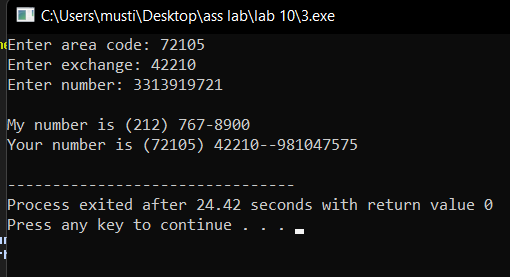 C:\Users\musti\Desktop\ass lab\lab 10\3.exe
Enter area code: 72105
Enter exchange: 42210
Enter number: 3313919721
My number is (212) 767-8900
Your number is (72105) 42210--981047575
--------------------------------
Process exited after 24.42 seconds with return value 0
Press any key to continue . . .